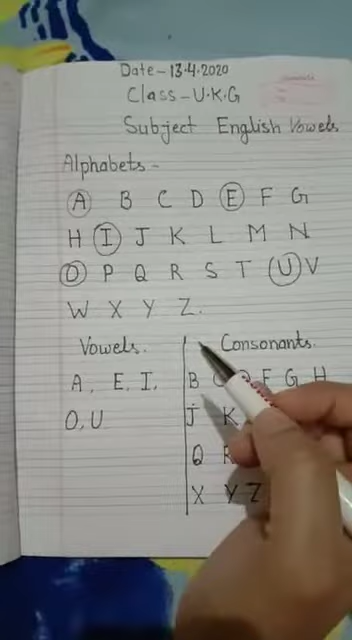 Date - 13.4.2020
Class - U.K.G
Subject English Vowels
Alphabets -
A B C D E F G
H I J K L M N
O P Q R S T U V
W X Y Z.
Vowels.
A, E, I,
O, U
Consonants.
B C D F G H
J K
Q R
X Y Z